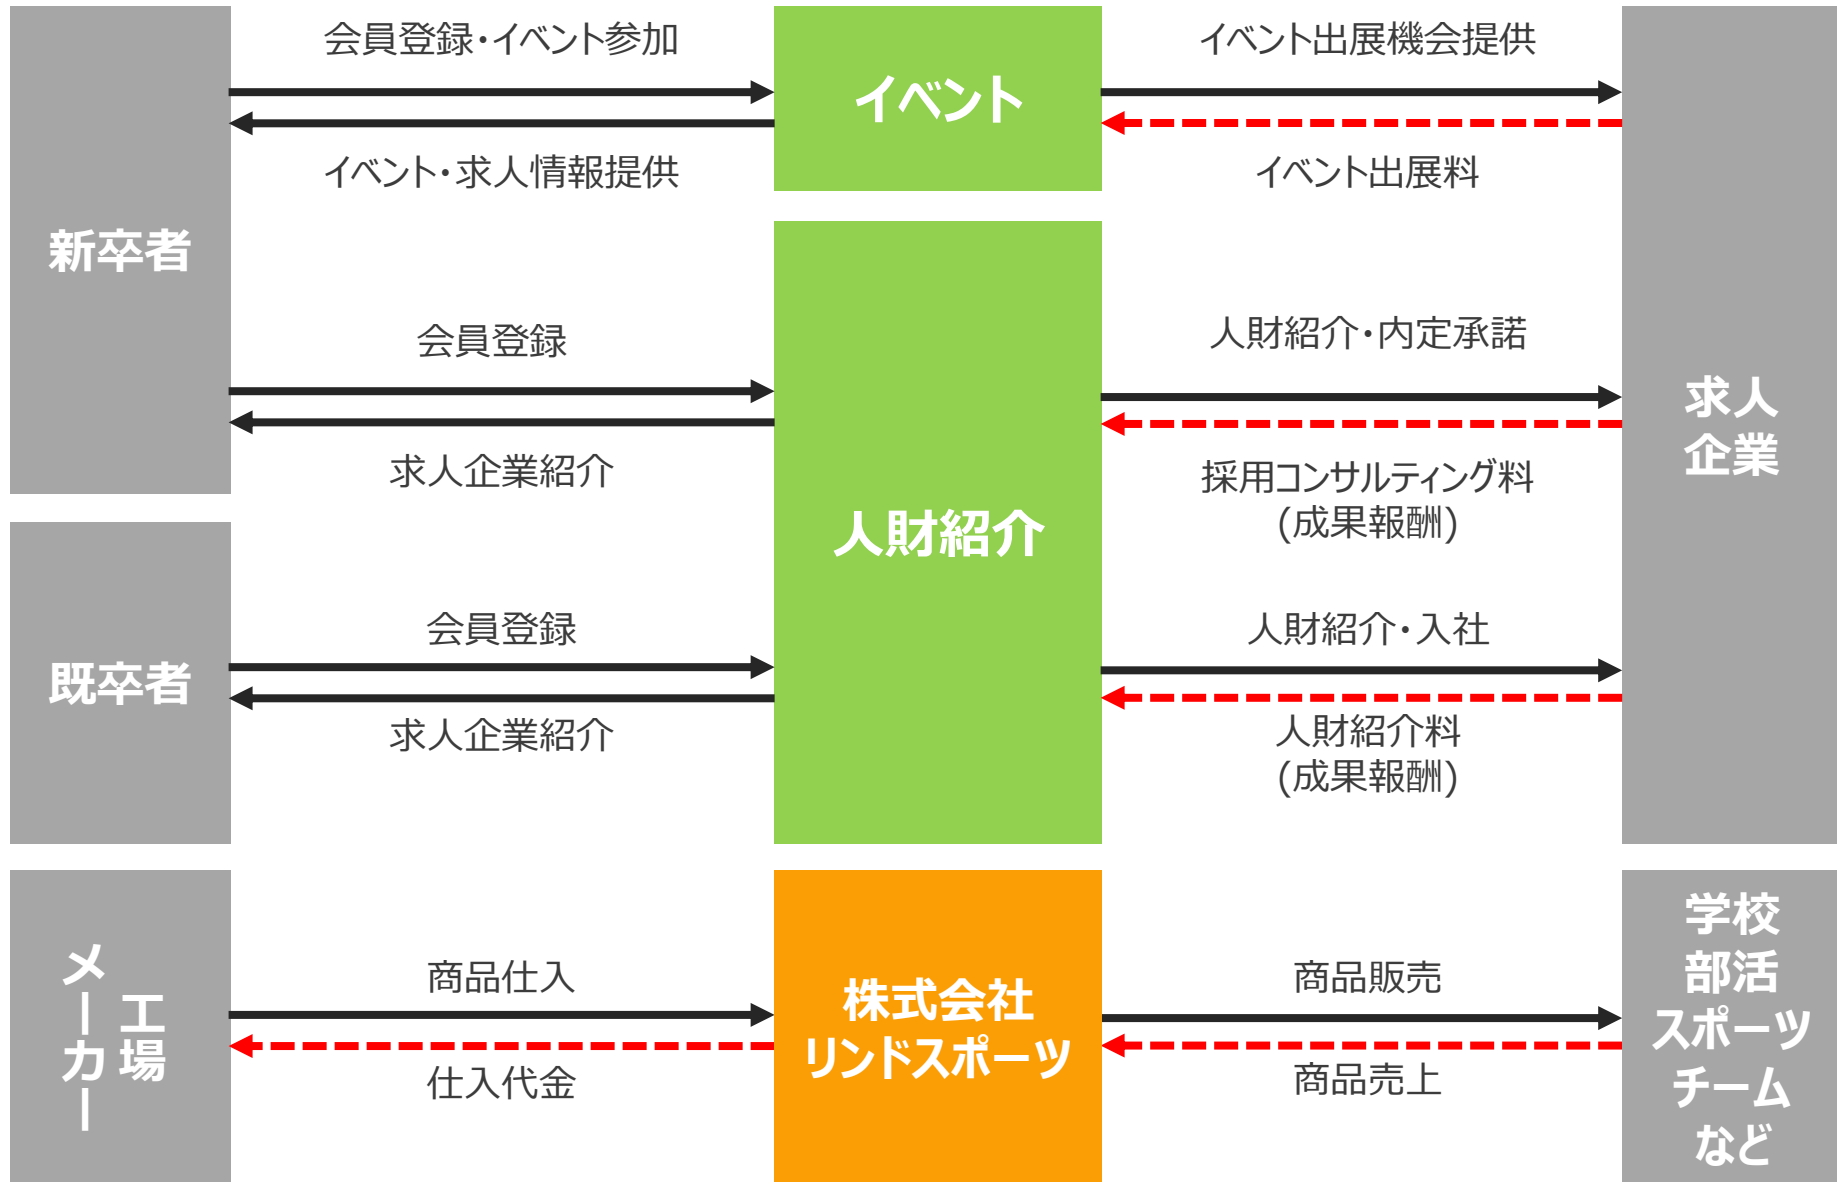 会員登録・イベント参加
イベント
イベント出展機会提供
イベント・求人情報提供
イベント出展料
新卒者
会員登録
求人企業紹介
人財紹介
人財紹介・内定承諾
採用コンサルティング料
(成果報酬)
求人
企業
既卒者
会員登録
求人企業紹介
人財紹介・入社
人財紹介料
(成果報酬)
工場
メーカー
商品仕入
仕入代金
株式会社
リンドスポーツ
商品販売
商品売上
学校
部活
スポーツ
チーム
など